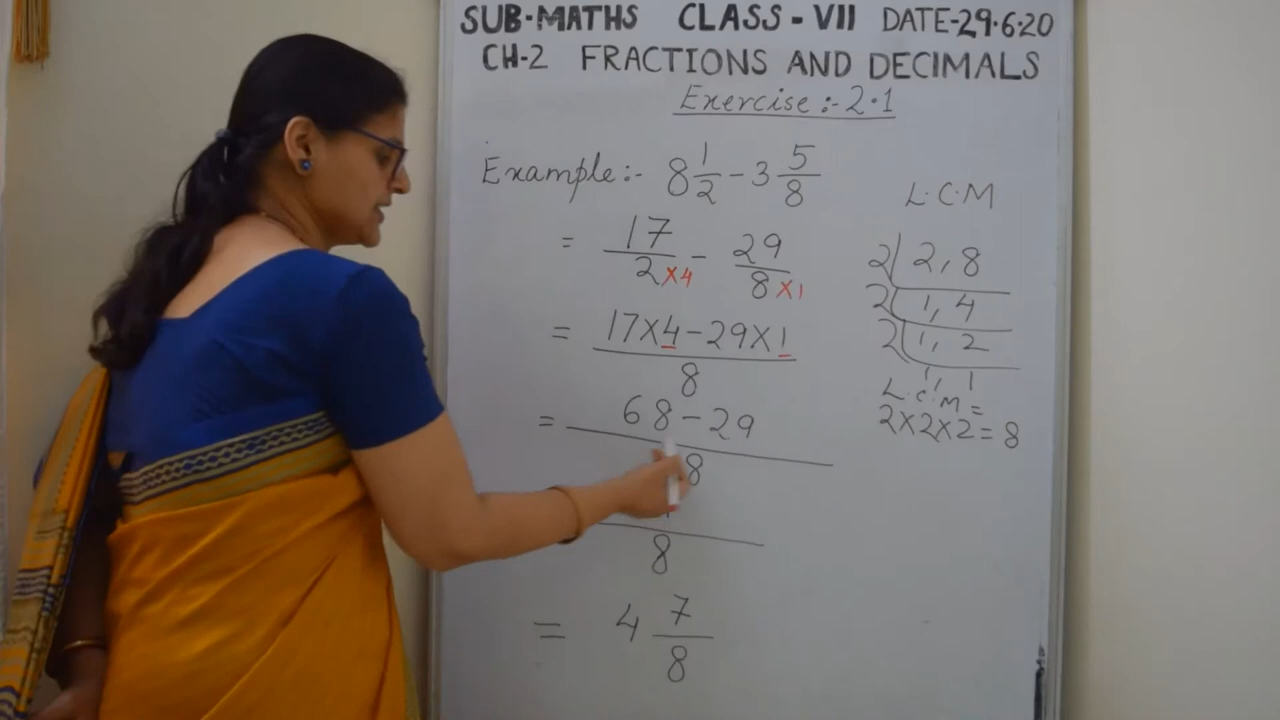 SUB-MATHS CLASS-VII DATE-29.6.20
CH-2 FRACTIONS AND DECIMALS
Exercise :- 2.1
Example :- 8 1/2 - 3 5/8
= 17/2 ×4 - 29/8 ×1
= 17×4-29×1/8
= 68-29/8
/8
= 4 7/8
L.C.M
2 | 2, 8
2 | 1, 4
2 | 1, 2
1, 1
L.C.M =
2×2×2=8